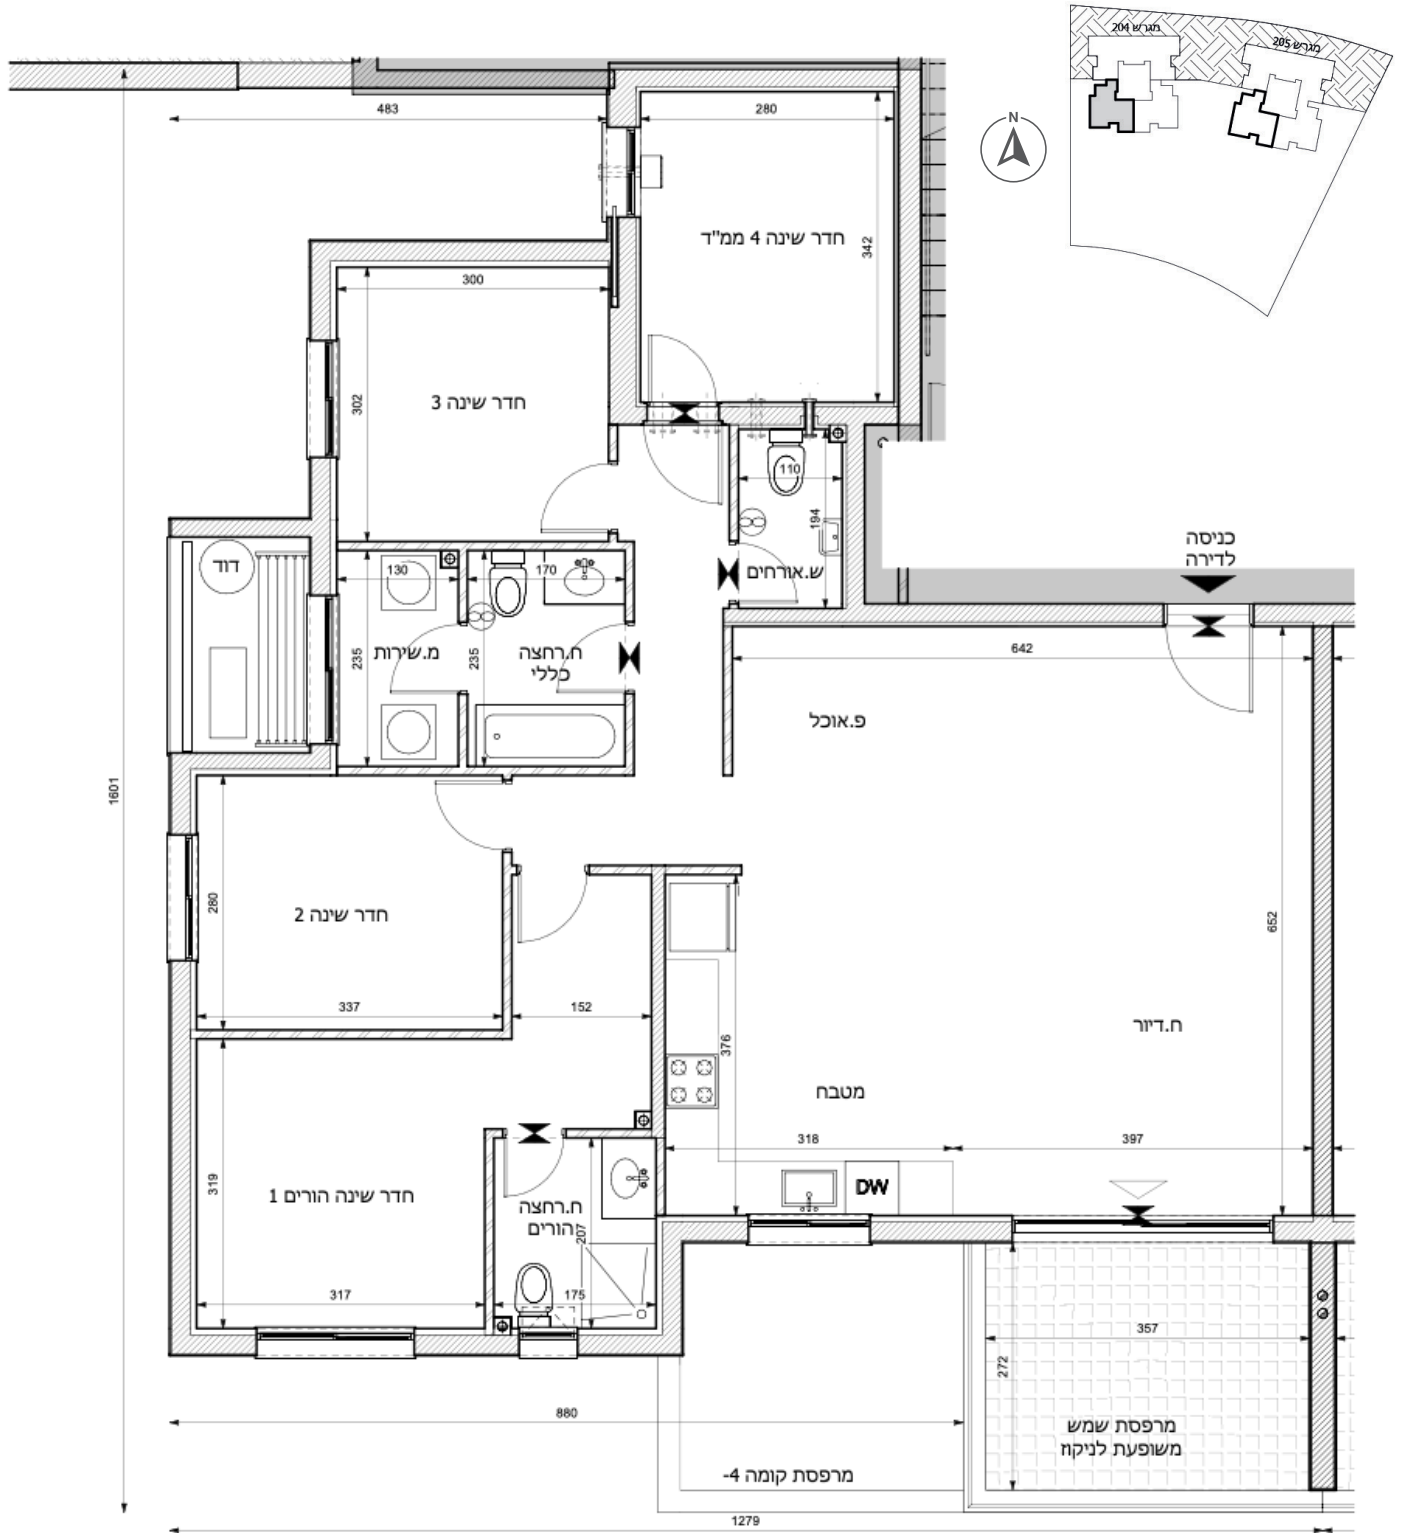 מגרש 204
מגרש 205
N
483
280
חדר שינה 4 ממ"ד
342
300
302
חדר שינה 3
110
194
כניסה
לדירה
דוד
130
170
ש.אורחים
235
מ.שירות
235
ח.רחצה
כללי
642
פ.אוכל
1601
280
חדר שינה 2
652
337
152
ח.דיור
376
מטבח
318
397
319
חדר שינה הורים 1
DW
ח.רחצה
הורים
207
317
175
357
272
880
מרפסת שמש
משופעת לניקוז
מרפסת קומה 4-
1279